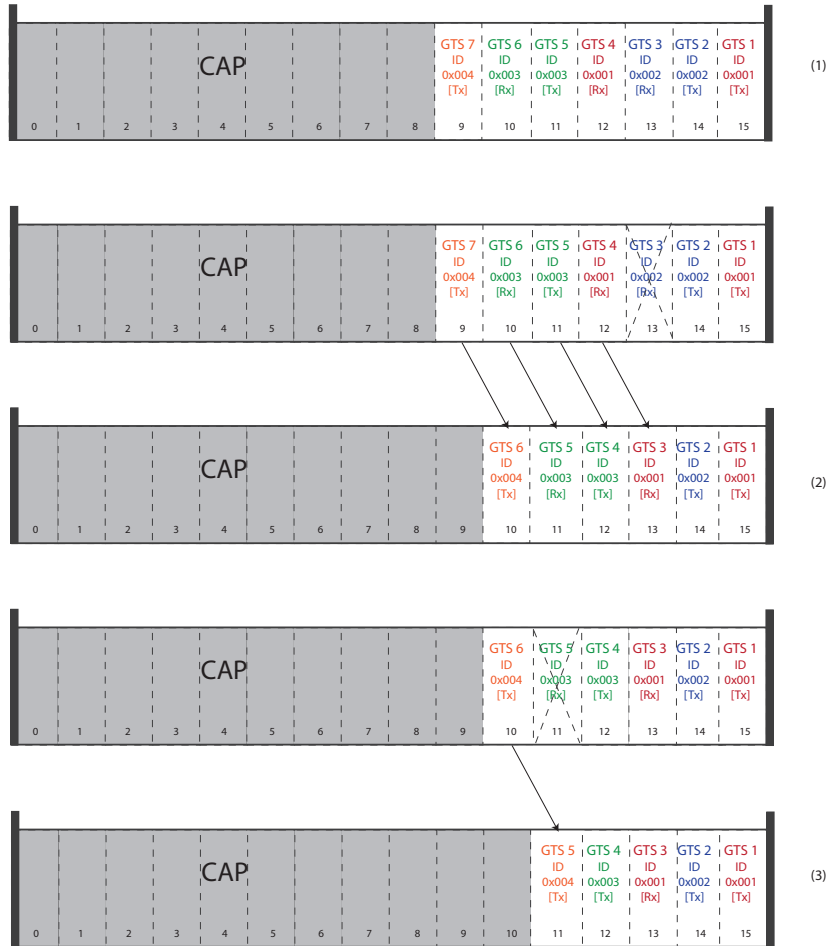 CAP
GTS 7 GTS 6 GTS 5 GTS 4 GTS 3 GTS 2 GTS 1
ID ID ID ID ID ID ID
0x004 0x003 0x003 0x001 0x002 0x002 0x001
[Tx] [Rx] [Tx] [Rx] [Rx] [Tx] [Tx]
(1)
0 1 2 3 4 5 6 7 8 9 10 11 12 13 14 15
CAP
GTS 7 GTS 6 GTS 5 GTS 4 GTS 3 GTS 2 GTS 1
ID ID ID ID ID ID ID
0x004 0x003 0x003 0x001 0x002 0x002 0x001
[Tx] [Rx] [Tx] [Rx] [Rx] [Tx] [Tx]
0 1 2 3 4 5 6 7 8 9 10 11 12 13 14 15
CAP
GTS 6 GTS 5 GTS 4 GTS 3 GTS 2 GTS 1
ID ID ID ID ID ID
0x004 0x003 0x003 0x001 0x002 0x001
[Tx] [Rx] [Tx] [Rx] [Tx] [Tx]
(2)
0 1 2 3 4 5 6 7 8 9 10 11 12 13 14 15
CAP
GTS 6 GTS 5 GTS 4 GTS 3 GTS 2 GTS 1
ID ID ID ID ID ID
0x004 0x003 0x003 0x001 0x002 0x001
[Tx] [Rx] [Tx] [Rx] [Tx] [Tx]
0 1 2 3 4 5 6 7 8 9 10 11 12 13 14 15
CAP
GTS 5 GTS 4 GTS 3 GTS 2 GTS 1
ID ID ID ID ID
0x004 0x003 0x001 0x002 0x001
[Tx] [Tx] [Rx] [Tx] [Tx]
(3)
0 1 2 3 4 5 6 7 8 9 10 11 12 13 14 15